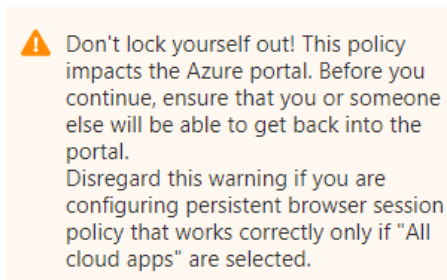 Don't lock yourself out! This policy
impacts the Azure portal. Before you
continue, ensure that you or someone
else will be able to get back into the
portal.
Disregard this warning if you are
configuring persistent browser session
policy that works correctly only if "All
cloud apps" are selected.